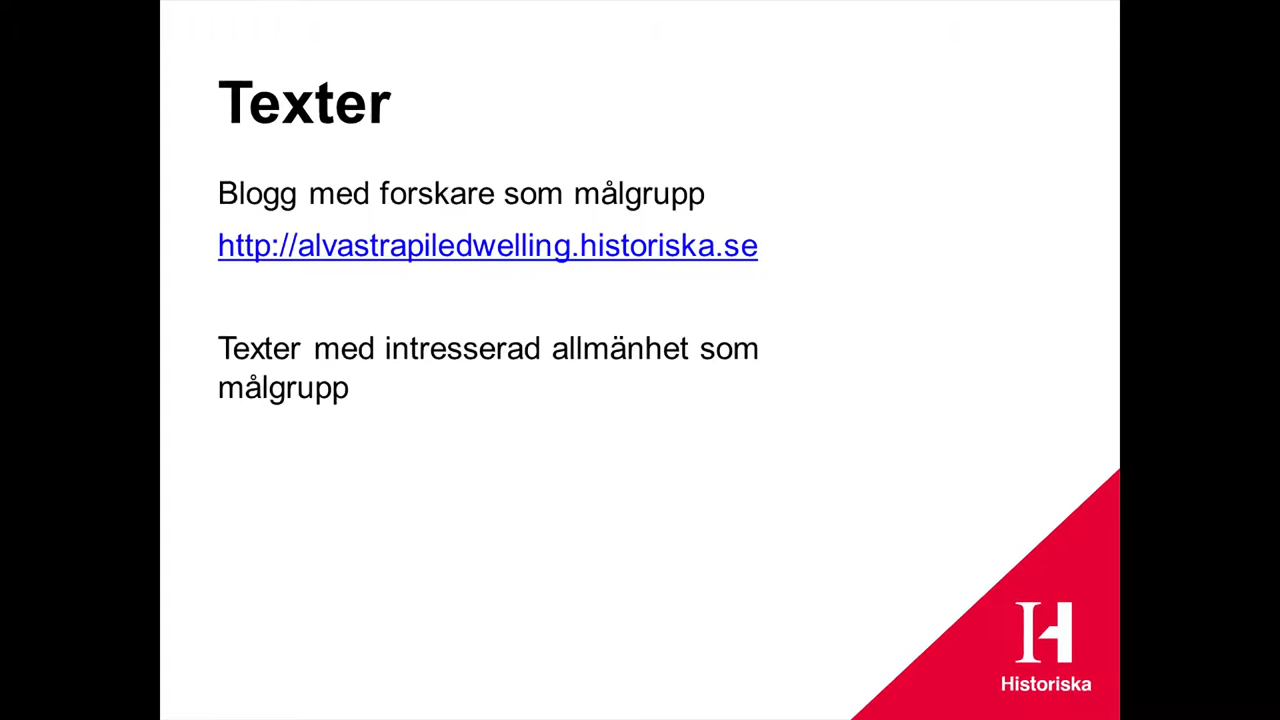 Texter
Blogg med forskare som målgrupp
http://alvastrapiledwelling.historiska.se
Texter med intresserad allmänhet som
målgrupp
H
Historiska